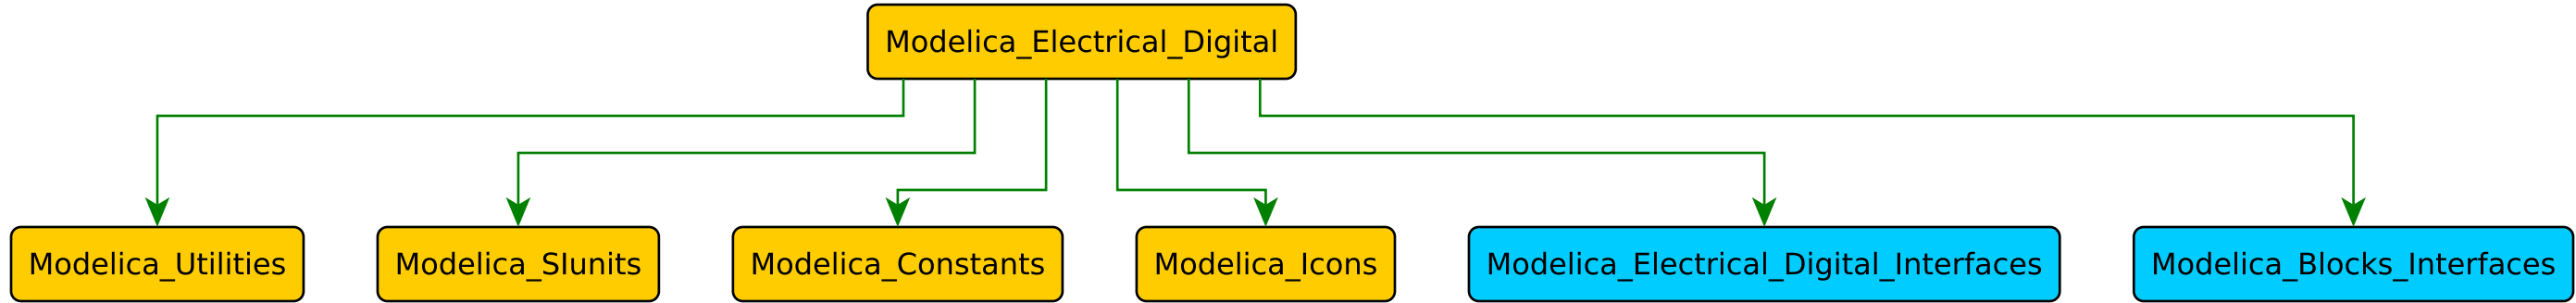 Modelica_Electrical_Digital
Modelica_Utilities
Modelica_SIunits
Modelica_Constants
Modelica_Icons
Modelica_Electrical_Digital_Interfaces
Modelica_Blocks_Interfaces